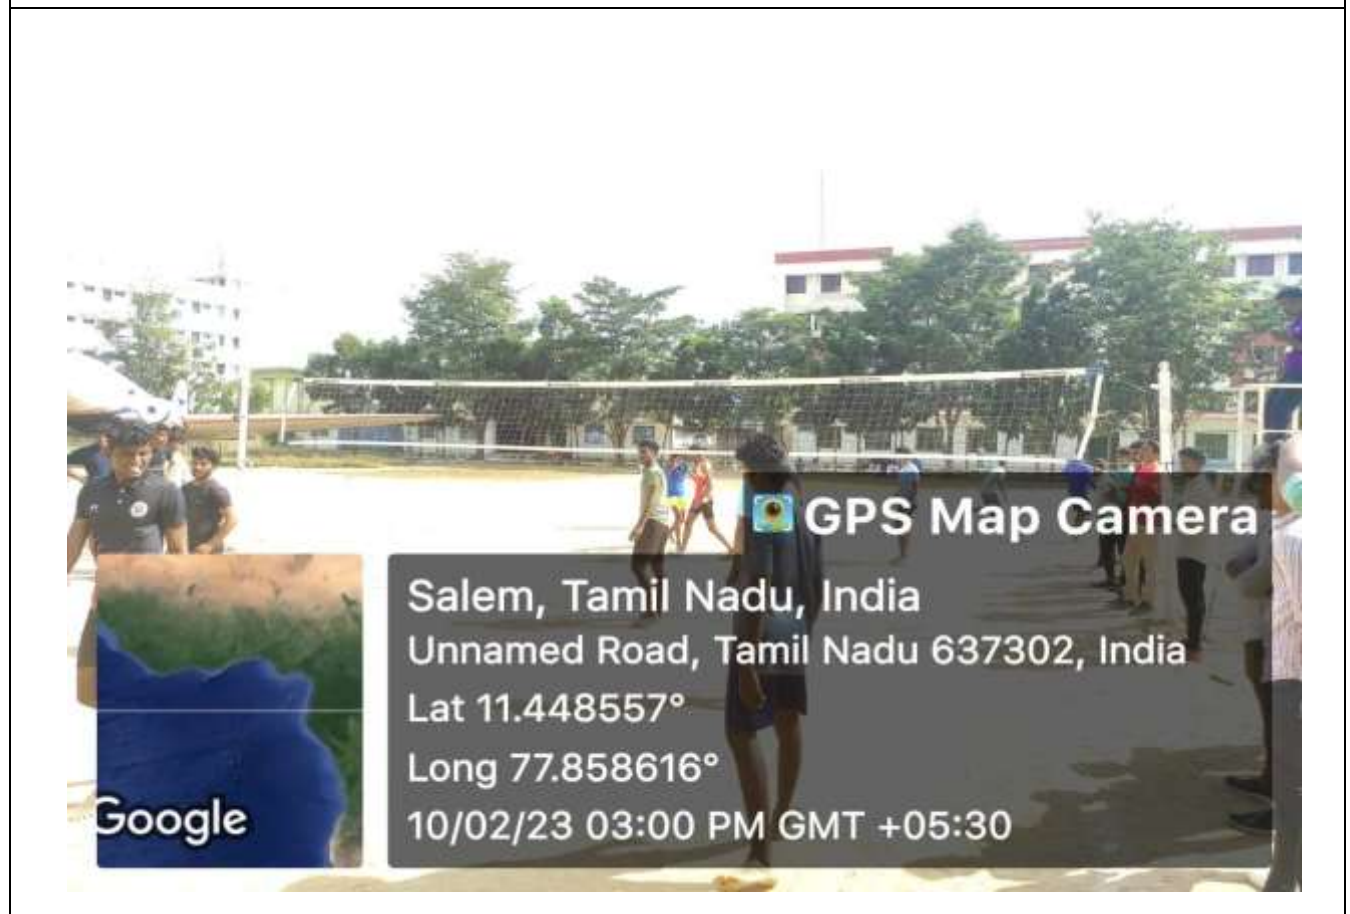 GPS Map Camera
Salem, Tamil Nadu, India
Unnamed Road, Tamil Nadu 637302, India
Lat 11.448557°
Long 77.858616°
10/02/23 03:00 PM GMT +05:30
Google